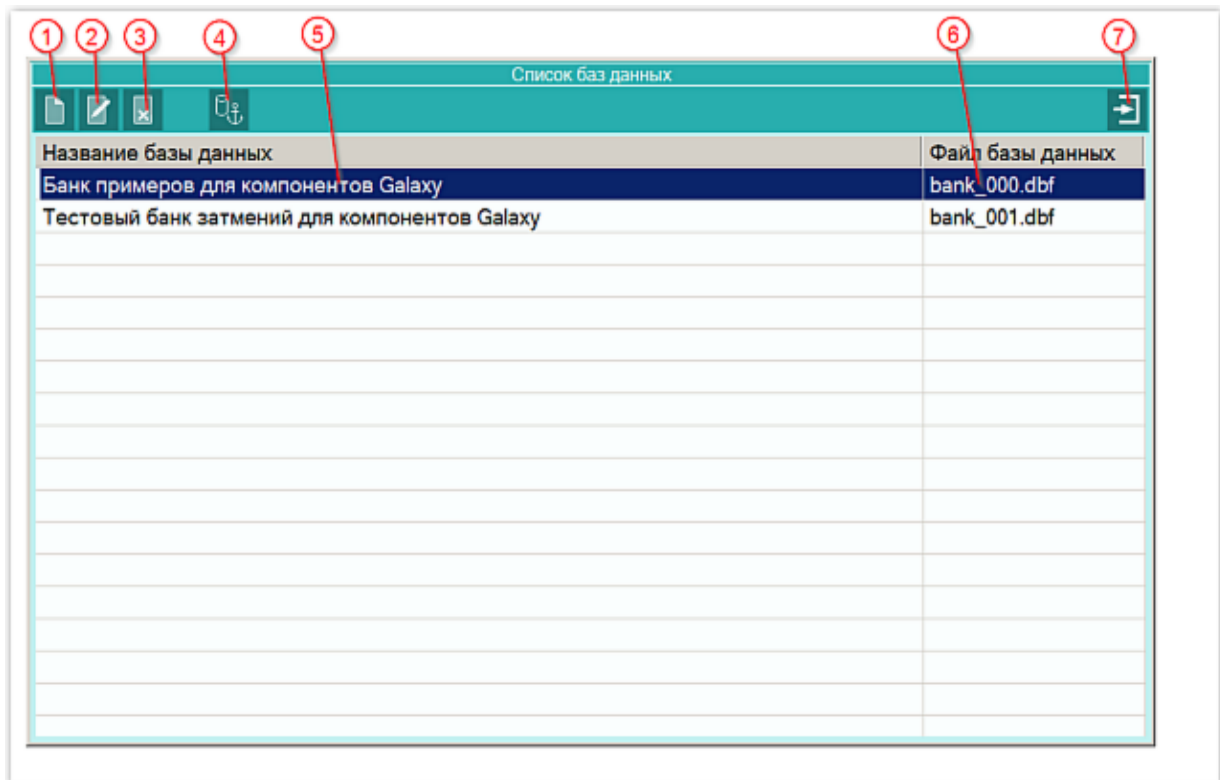 1 2 3 4 5 6 7
Список баз данных
Название базы данных Файл базы данных
Банк примеров для компонентов Galaxy bank_000.dbf
Тестовый банк затмений для компонентов Galaxy bank_001.dbf